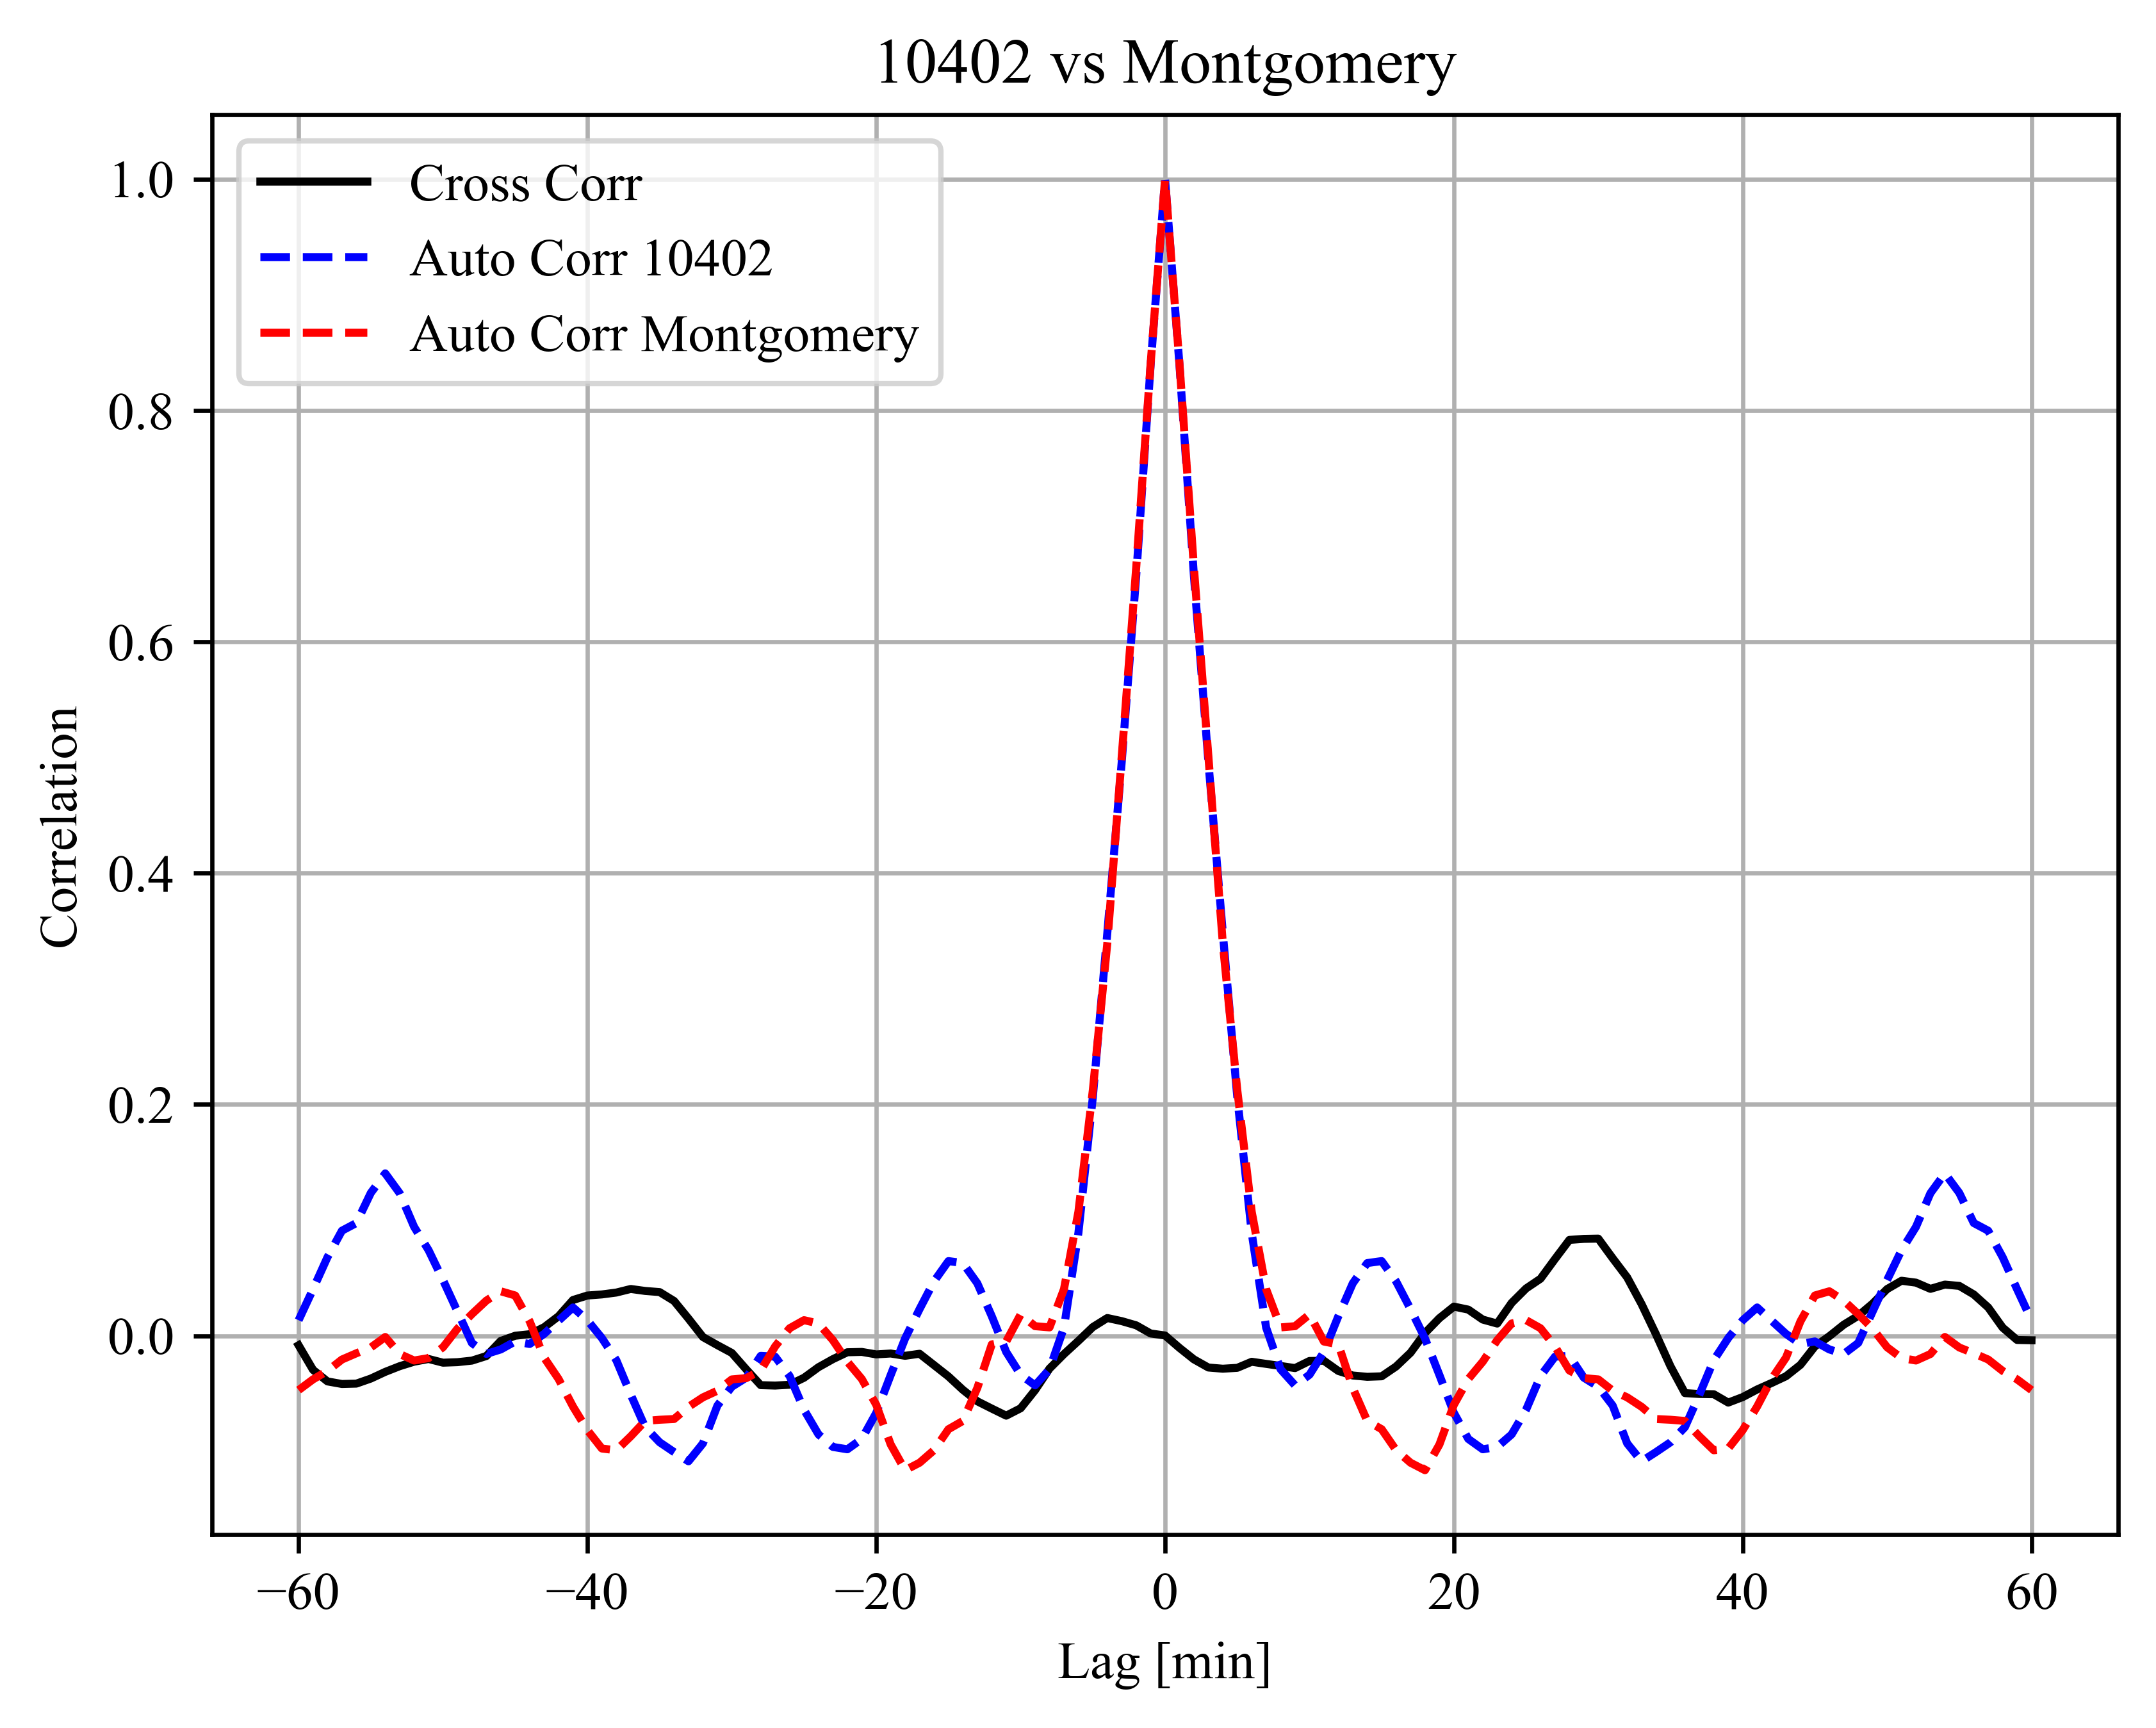 10402 vs Montgomery
Cross Corr
Auto Corr 10402
Auto Corr Montgomery
1.0
0.8
0.6
0.4
0.2
0.0
Correlation
−60 −40 −20 0 20 40 60
Lag [min]